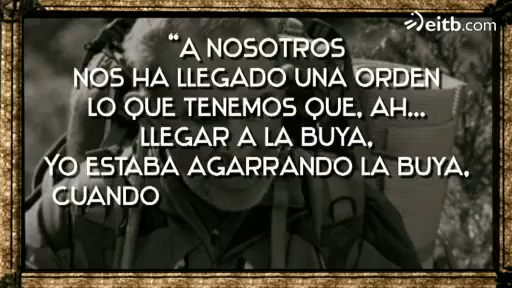 eitb.com
"A NOSOTROS
NOS HA LLEGADO UNA ORDEN
LO QUE TENEMOS QUE, AH...
LLEGAR A LA BUYA,
YO ESTABA AGARRANDO LA BUYA,
CUANDO